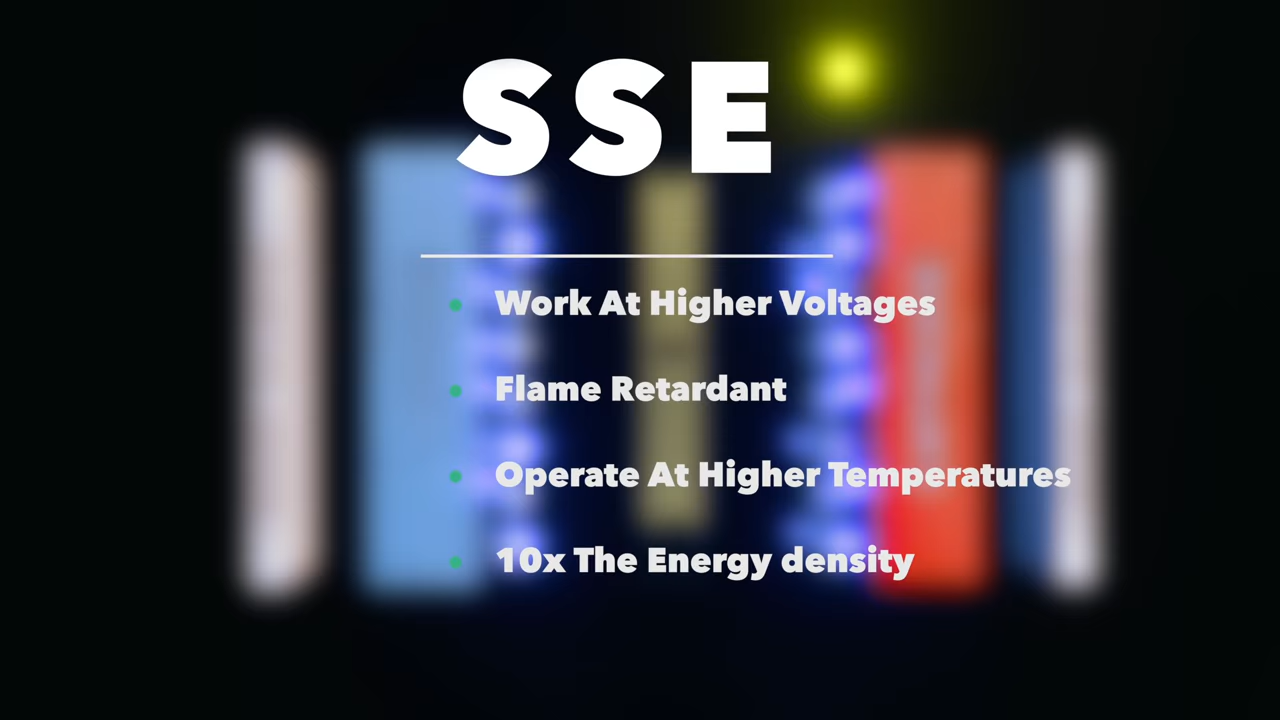 SSE
Work At Higher Voltages
Flame Retardant
Operate At Higher Temperatures
10x The Energy density